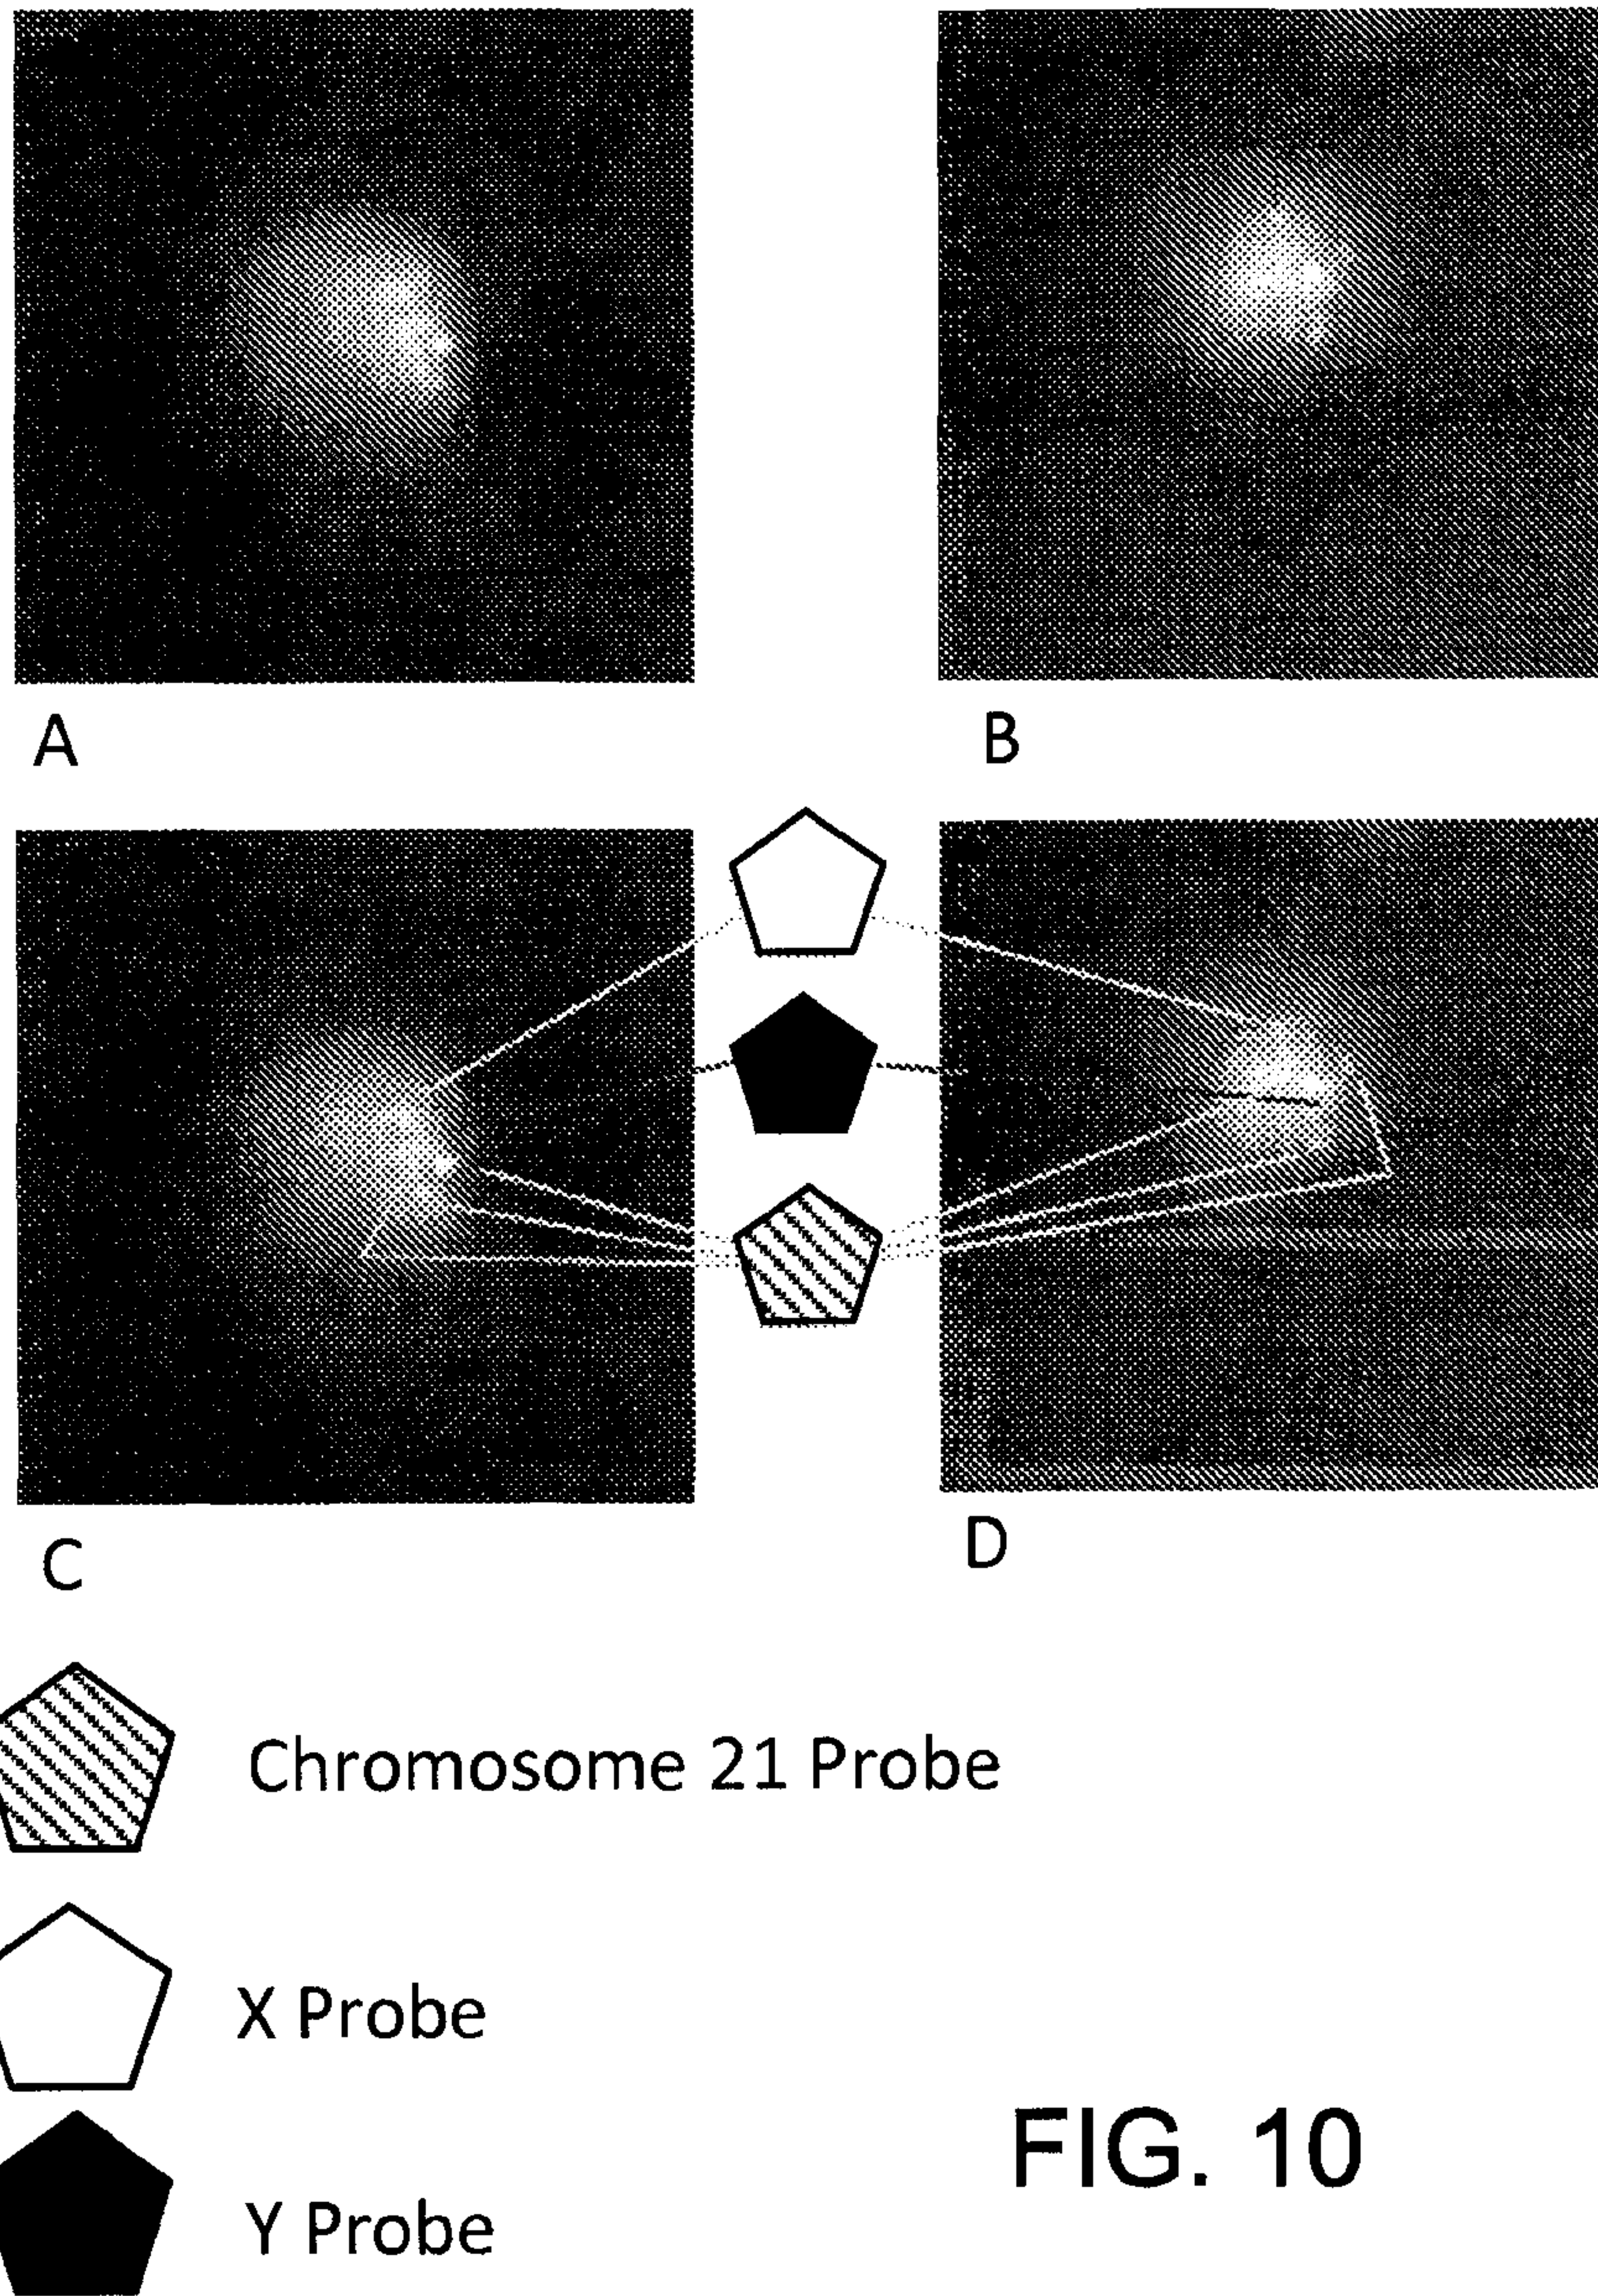 A
B
C
D
Chromosome 21 Probe
X Probe
Y Probe
FIG. 10